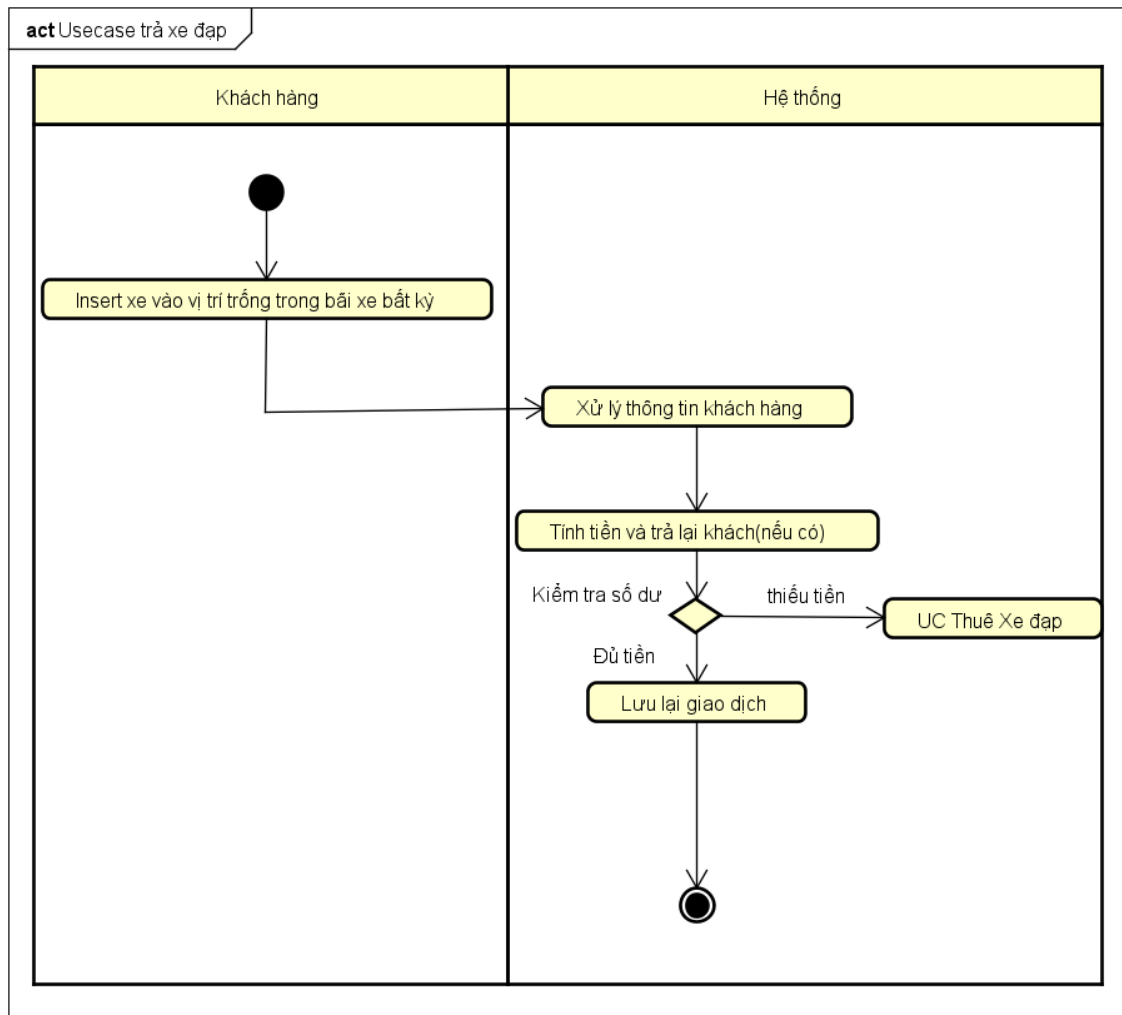 act Usecase trả xe đạp
Khách hàng
Hệ thống
Insert xe vào vị trí trống trong bãi xe bất kỳ
Xử lý thông tin khách hàng
Tính tiền và trả lại khách(nếu có)
Kiểm tra số dư
thiếu tiền
UC Thuê Xe đạp
Đủ tiền
Lưu lại giao dịch